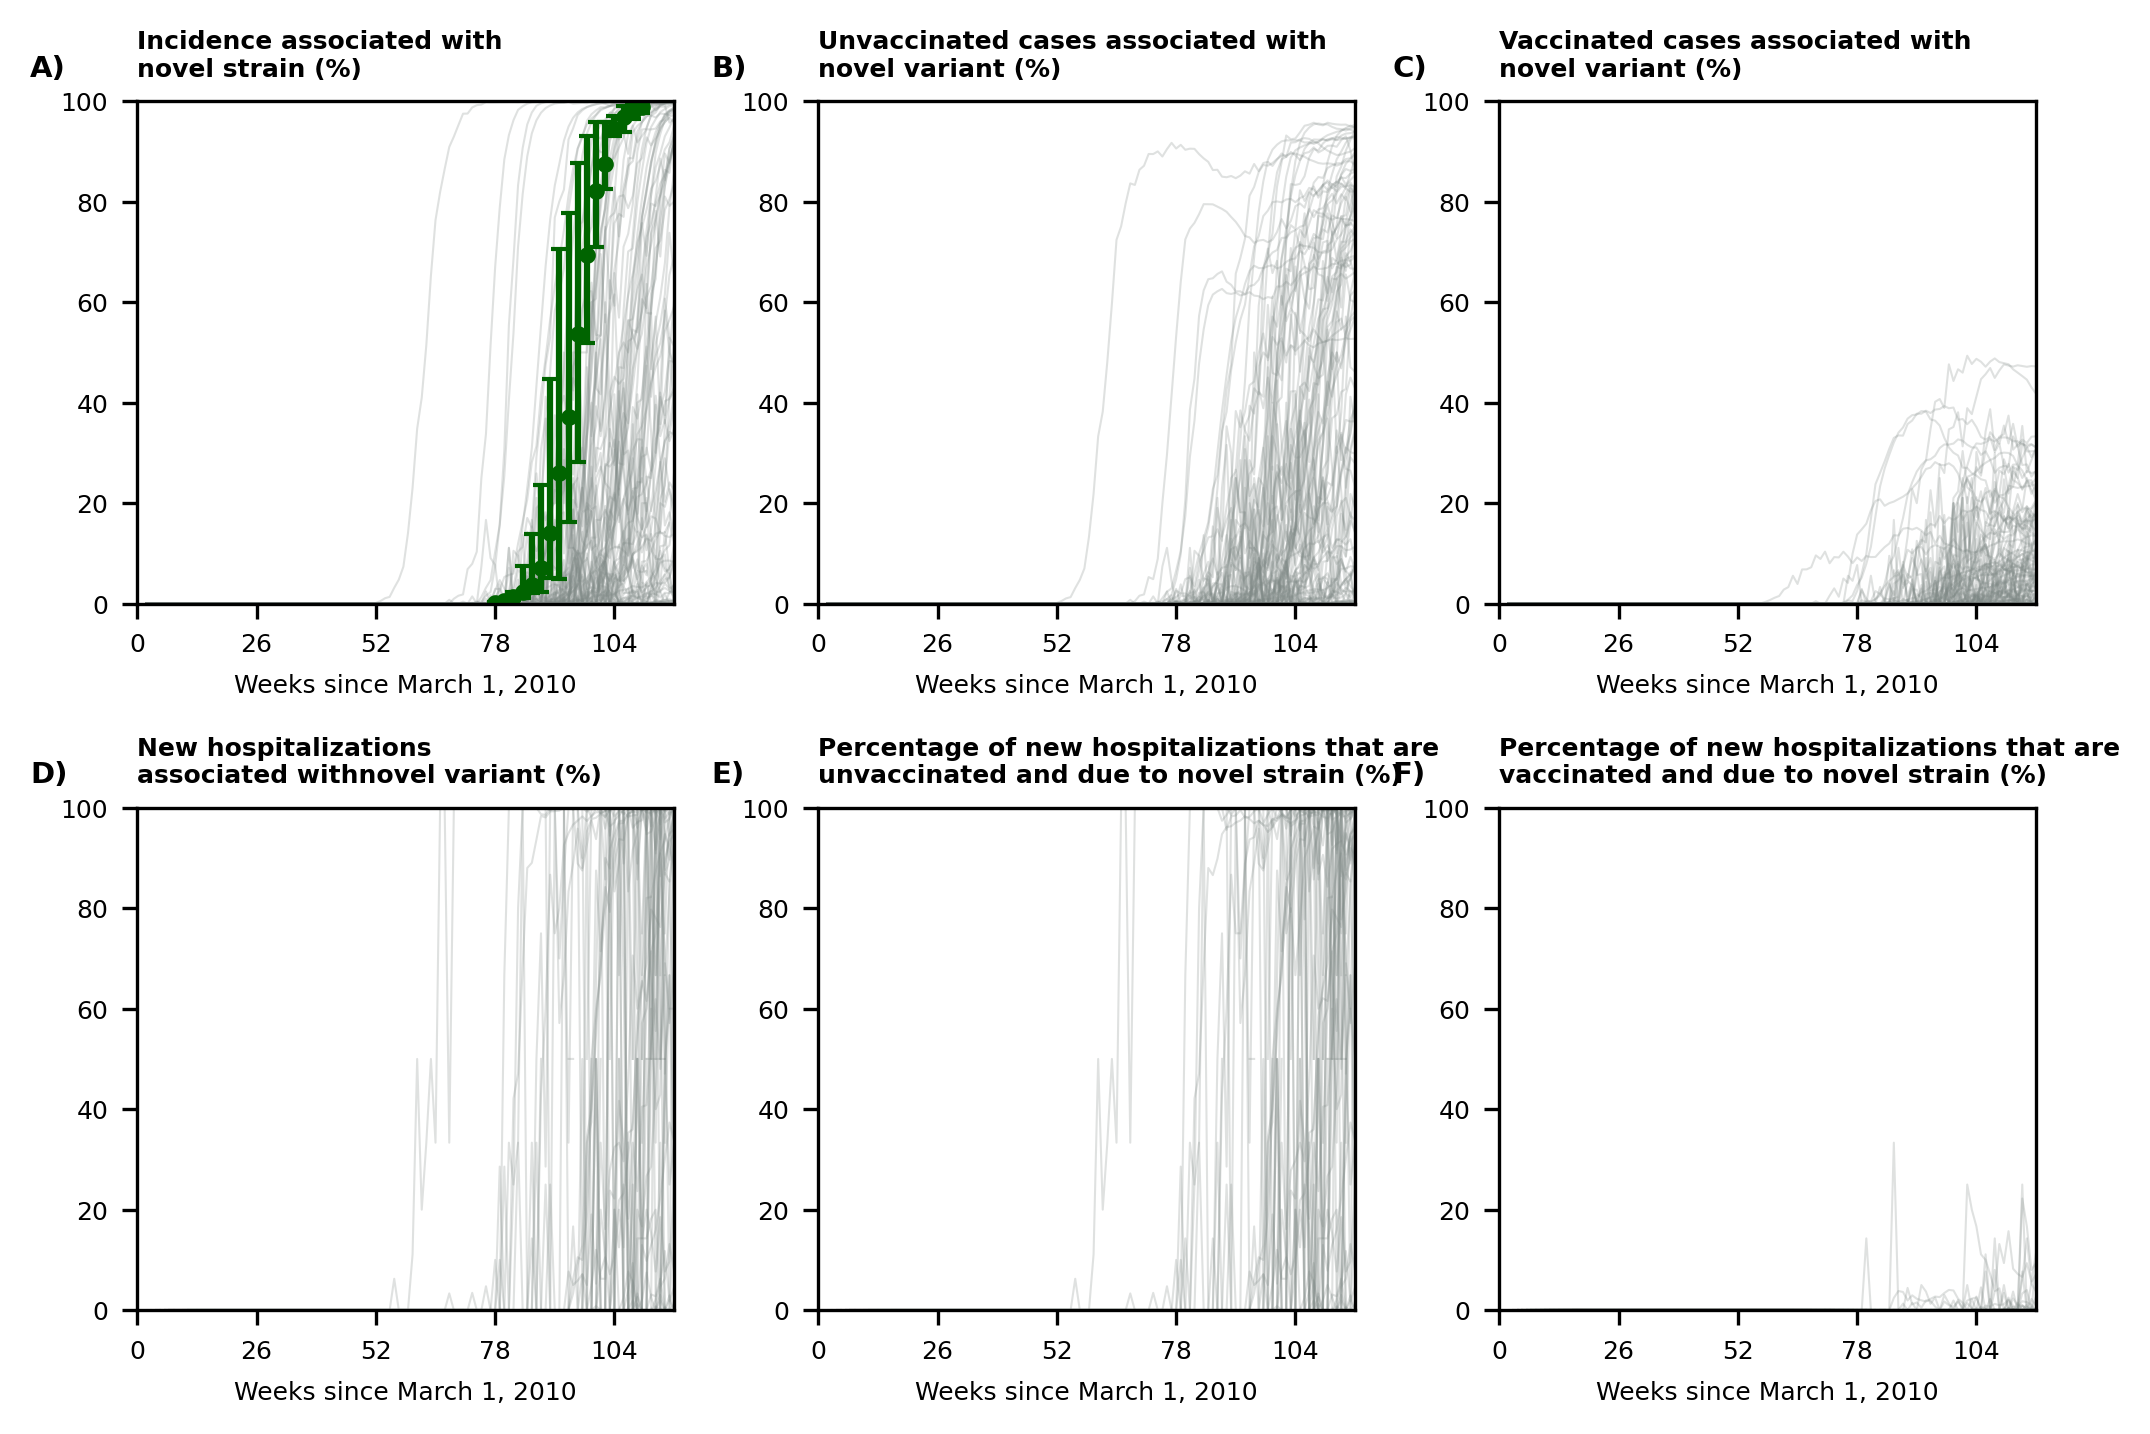 A)
Incidence associated with
novel strain (%)
100
80
60
40
20
0
0 26 52 78 104
Weeks since March 1, 2010
B)
Unvaccinated cases associated with
novel variant (%)
100
80
60
40
20
0
0 26 52 78 104
Weeks since March 1, 2010
C)
Vaccinated cases associated with
novel variant (%)
100
80
60
40
20
0
0 26 52 78 104
Weeks since March 1, 2010
D)
New hospitalizations
associated withnovel variant (%)
100
80
60
40
20
0
0 26 52 78 104
Weeks since March 1, 2010
E)
Percentage of new hospitalizations that are
unvaccinated and due to novel strain (%)
100
80
60
40
20
0
0 26 52 78 104
Weeks since March 1, 2010
F)
Percentage of new hospitalizations that are
vaccinated and due to novel strain (%)
100
80
60
40
20
0
0 26 52 78 104
Weeks since March 1, 2010